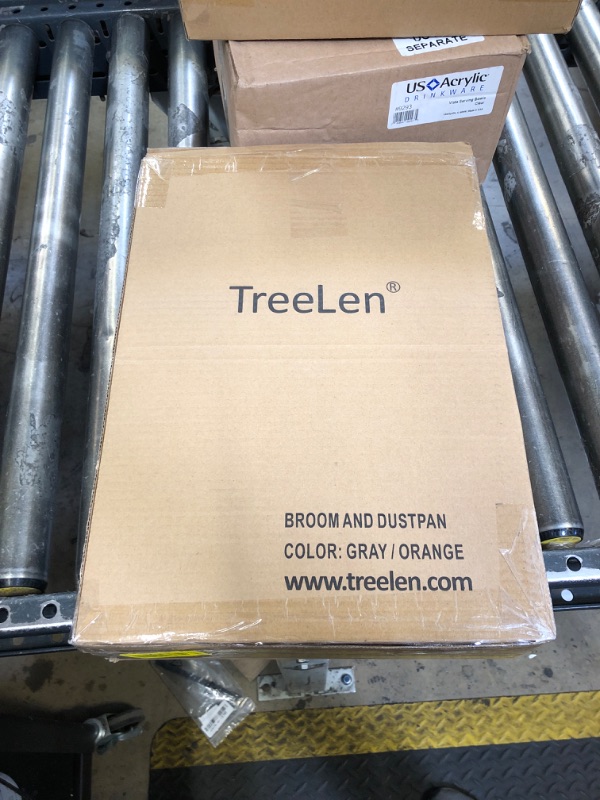 SEPARATE
US Acrylic
DRINKWARE
TreeLen®
BROOM AND DUSTPAN
COLOR: GRAY / ORANGE
www.treelen.com